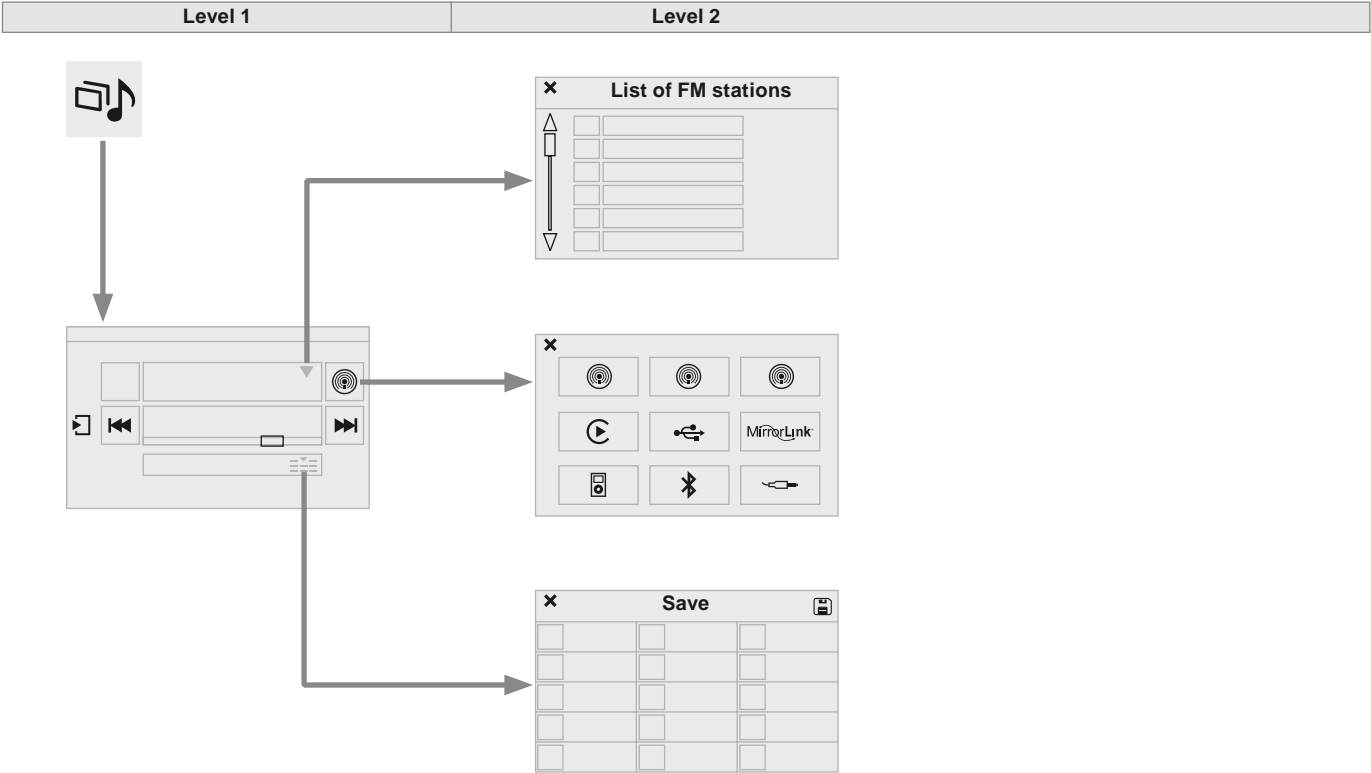 Level 1
Level 2
List of FM stations
MirrorLink
Save